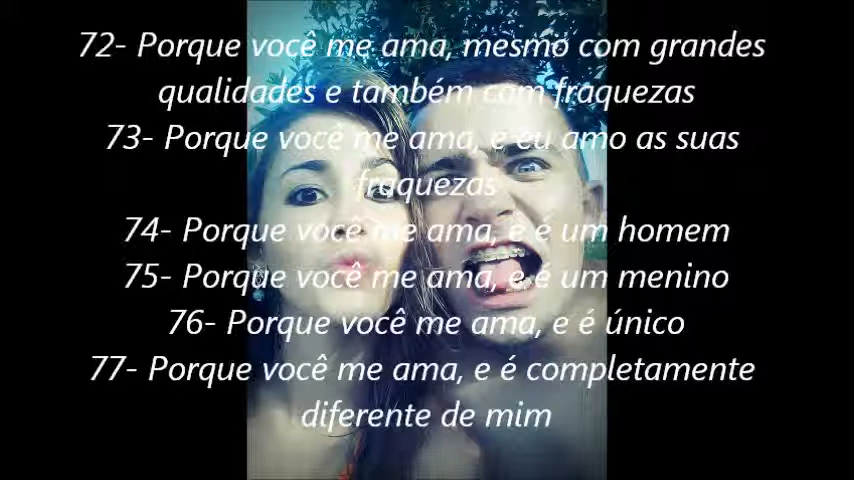 72- Porque você me ama, mesmo com grandes
qualidades e também com fraquezas
73- Porque você me ama, e eu amo as suas
fraquezas
74- Porque você me ama, e é um homem
75- Porque você me ama, e é um menino
76- Porque você me ama, e é único
77- Porque você me ama, e é completamente
diferente de mim